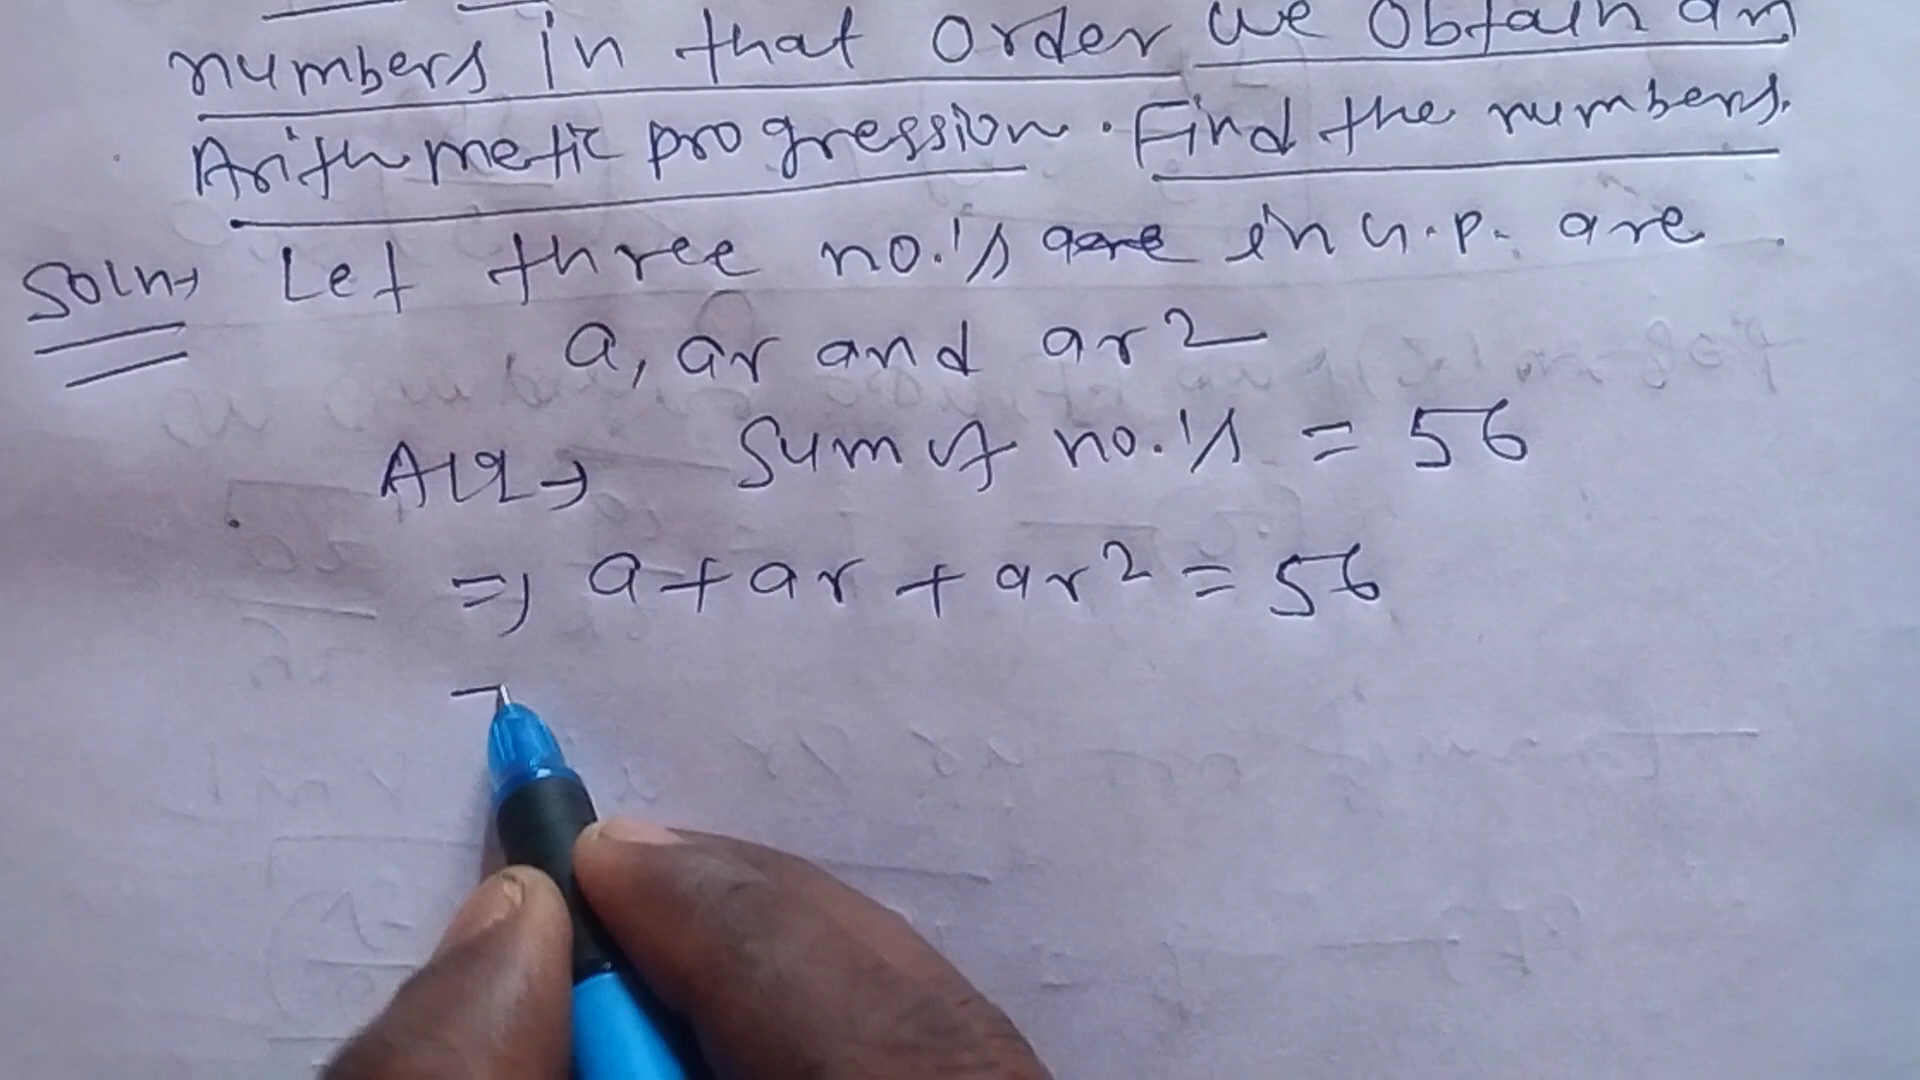 numbers in that order we obtain an
Arithmetic progression. Find the numbers.
Soln→ Let three no.'s are in G.P. are
a, ar and ar2
A/Q→ Sum of no.'s = 56
=> a + ar + ar² = 56